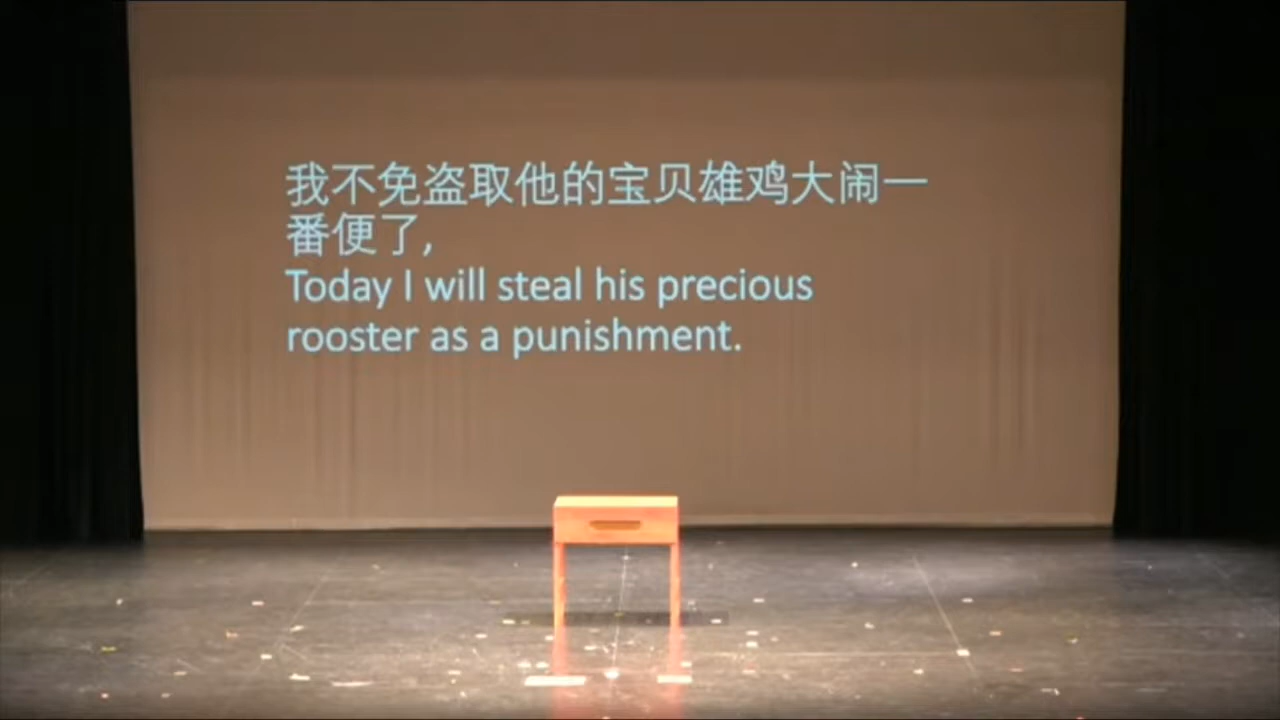 我不免盗取他的宝贝雄鸡大闹一
番便了,
Today I will steal his precious
rooster as a punishment.